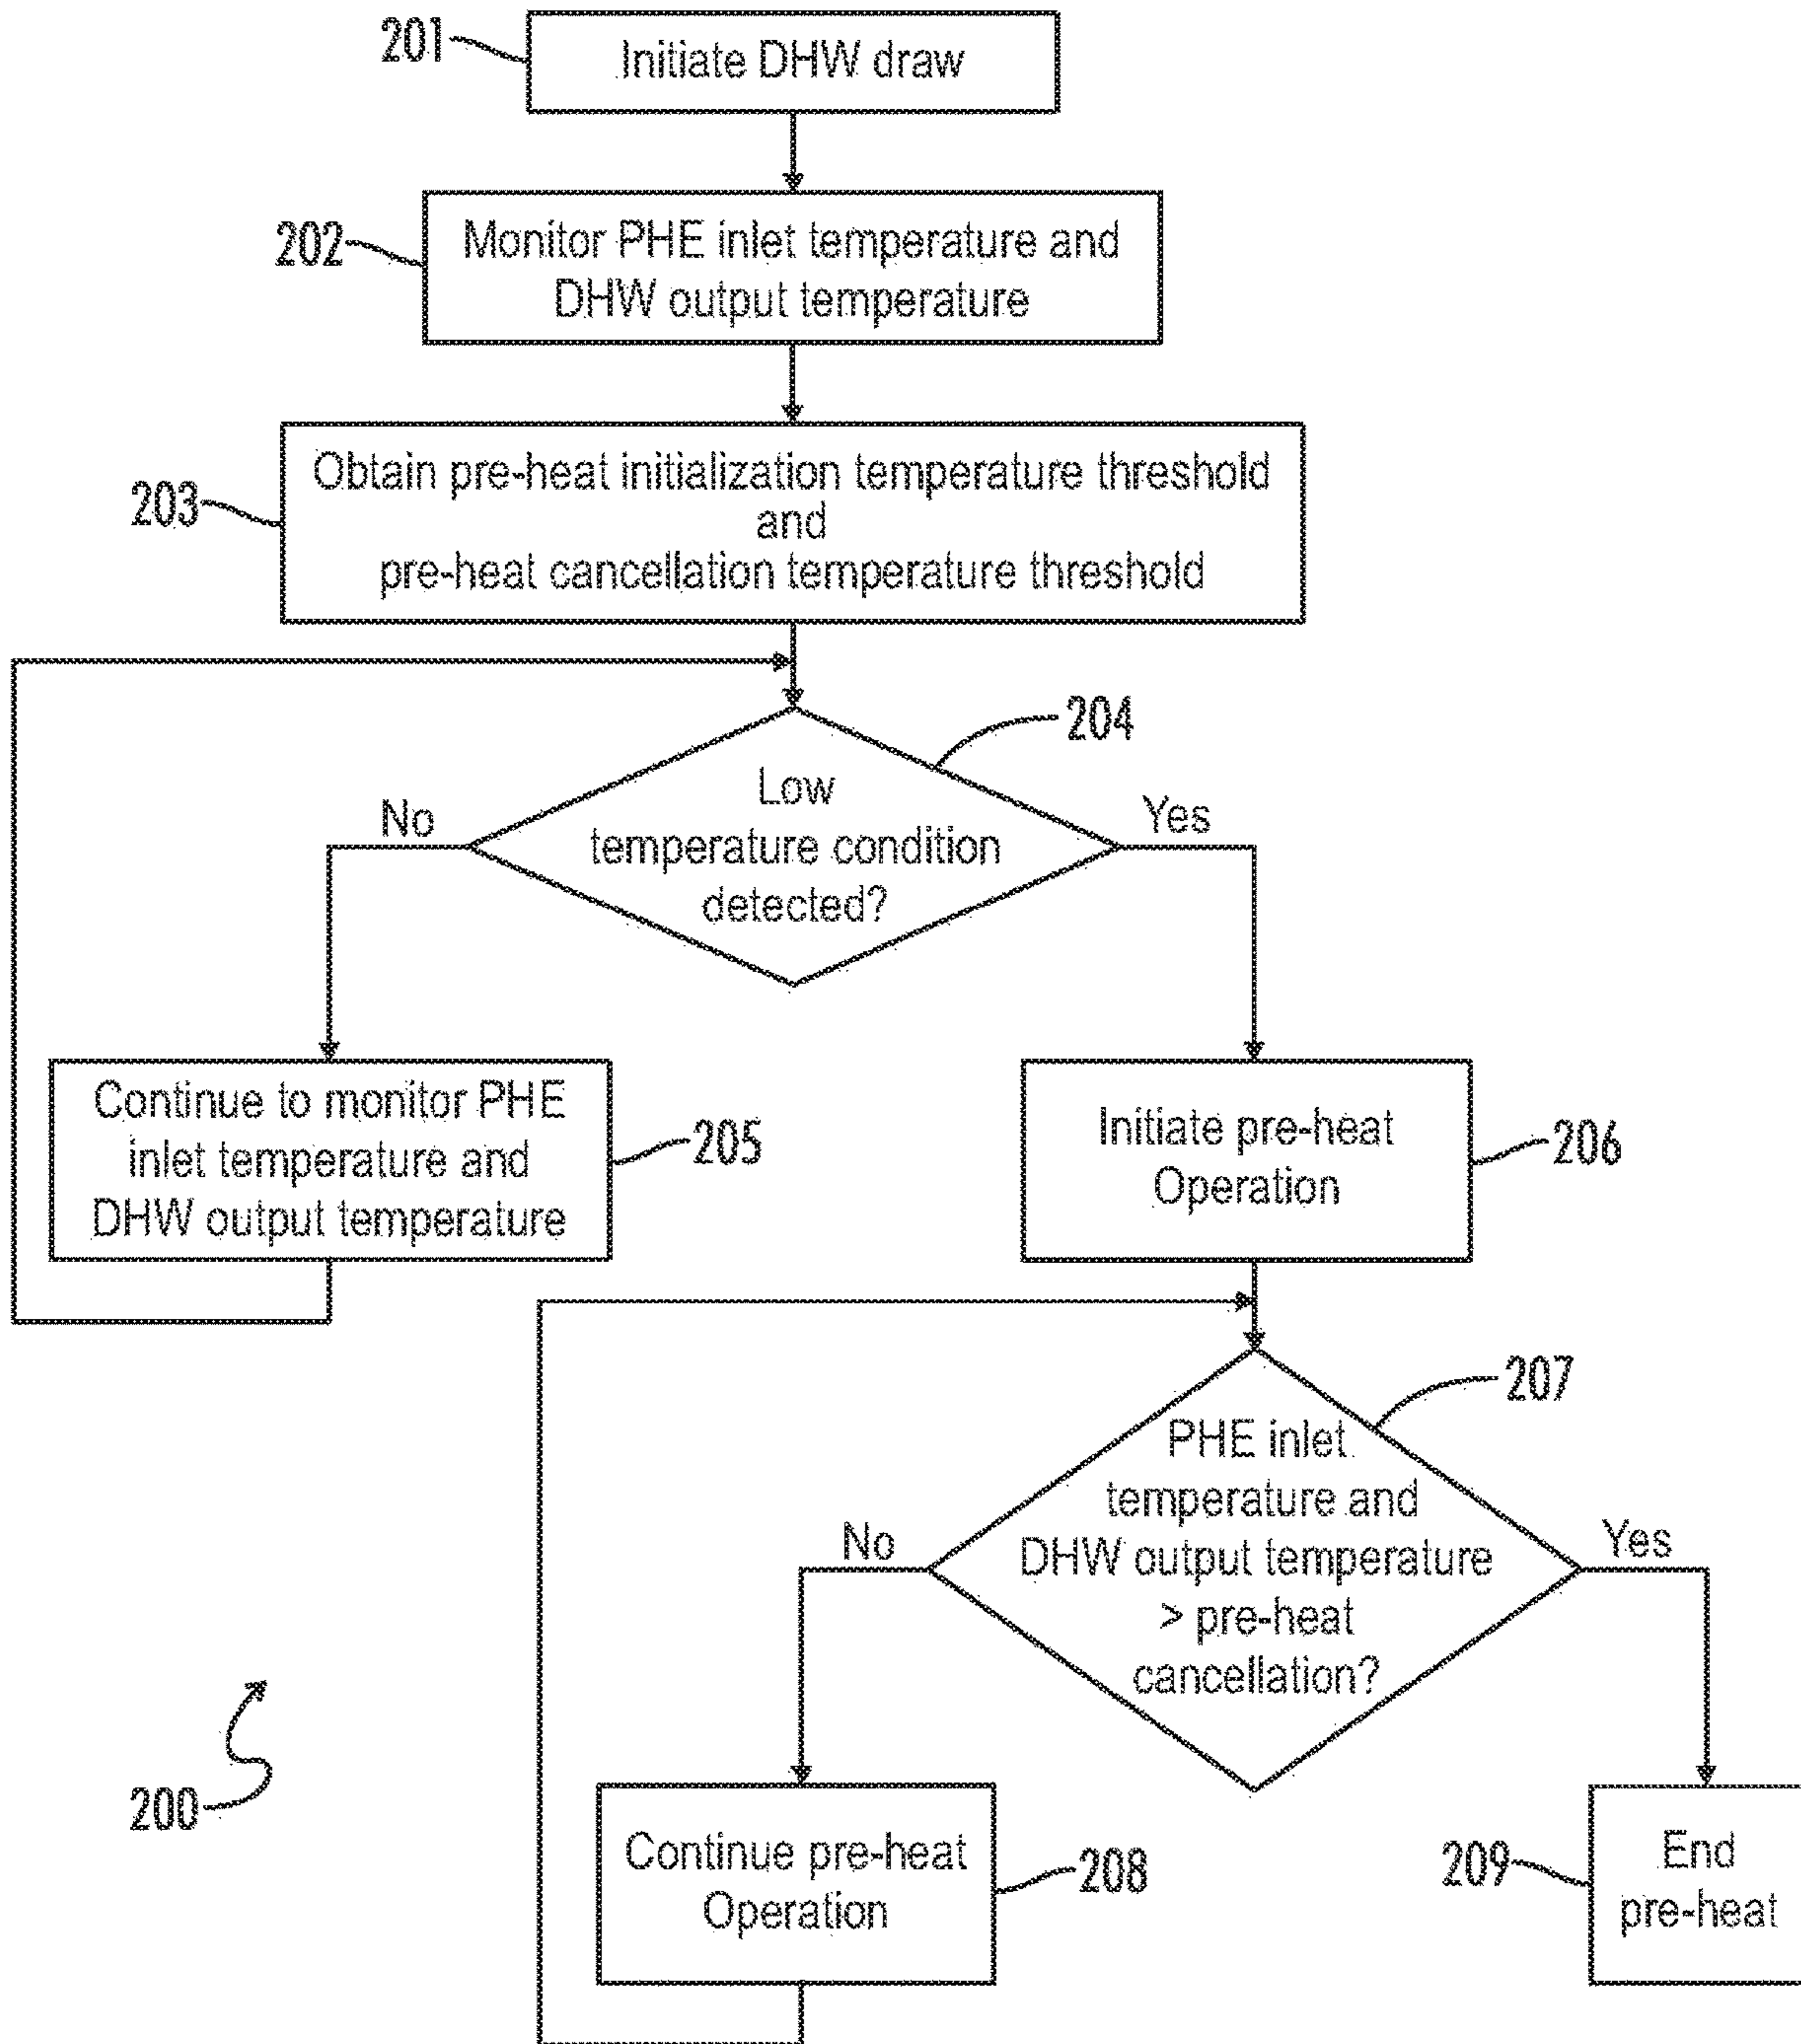 201
Initiate DHW draw
202
Monitor PHE inlet temperature and
DHW output temperature
203
Obtain pre-heat initialization temperature threshold
and
pre-heat cancellation temperature threshold
204
Low
temperature condition
detected?
No
Yes
Continue to monitor PHE
inlet temperature and
DHW output temperature
205
Initiate pre-heat
Operation
206
207
PHE inlet
temperature and
DHW output temperature
> pre-heat
cancellation?
No
Yes
200
Continue pre-heat
Operation
208
209
End
pre-heat